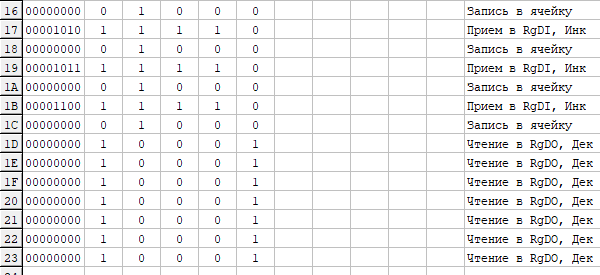 16 00000000 0 1 0 0 0 Запись в ячейку
17 00001010 1 1 1 1 0 Прием в RgDI, Инк
18 00000000 0 1 0 0 0 Запись в ячейку
19 00001011 1 1 1 1 0 Прием в RgDI, Инк
1A 00000000 0 1 0 0 0 Запись в ячейку
1B 00001100 1 1 1 1 0 Прием в RgDI, Инк
1C 00000000 0 1 0 0 0 Запись в ячейку
1D 00000000 1 0 0 0 1 Чтение в RgDO, Дек
1E 00000000 1 0 0 0 1 Чтение в RgDO, Дек
1F 00000000 1 0 0 0 1 Чтение в RgDO, Дек
20 00000000 1 0 0 0 1 Чтение в RgDO, Дек
21 00000000 1 0 0 0 1 Чтение в RgDO, Дек
22 00000000 1 0 0 0 1 Чтение в RgDO, Дек
23 00000000 1 0 0 0 1 Чтение в RgDO, Дек